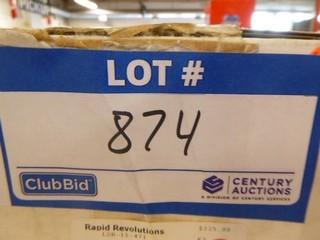 LOT #
874
ClubBid
CENTURY
AUCTIONS
A DIVISION OF CENTURY SERVICES
Rapid Revolutions